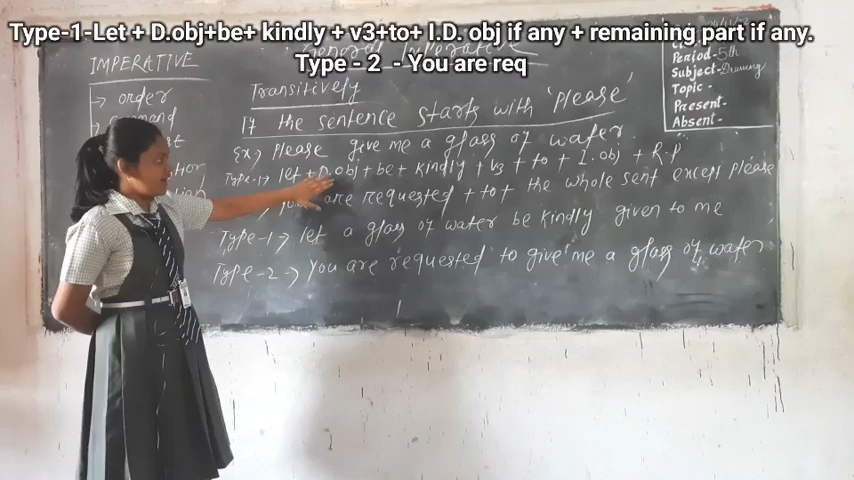 Type-1-Let + D.obj+be+ kindly + v3+to+ I.D. obj if any + remaining part if any.
Type - 2 - You are req
General Imperative
IMPERATIVE
→ order
Transitively
If the sentence starts with 'please'
Ex→ Please give me a glass of water.
Type-1→ let + D.obj + be + kindly + v3 + to + I.obj + R.P
are requested + to + the whole sent except please
Type-1→ let a glass of water be kindly given to me
Type-2→ You are requested to give me a glass of water
Period-5th
Subject-Drawing
Topic-
Present-
Absent-